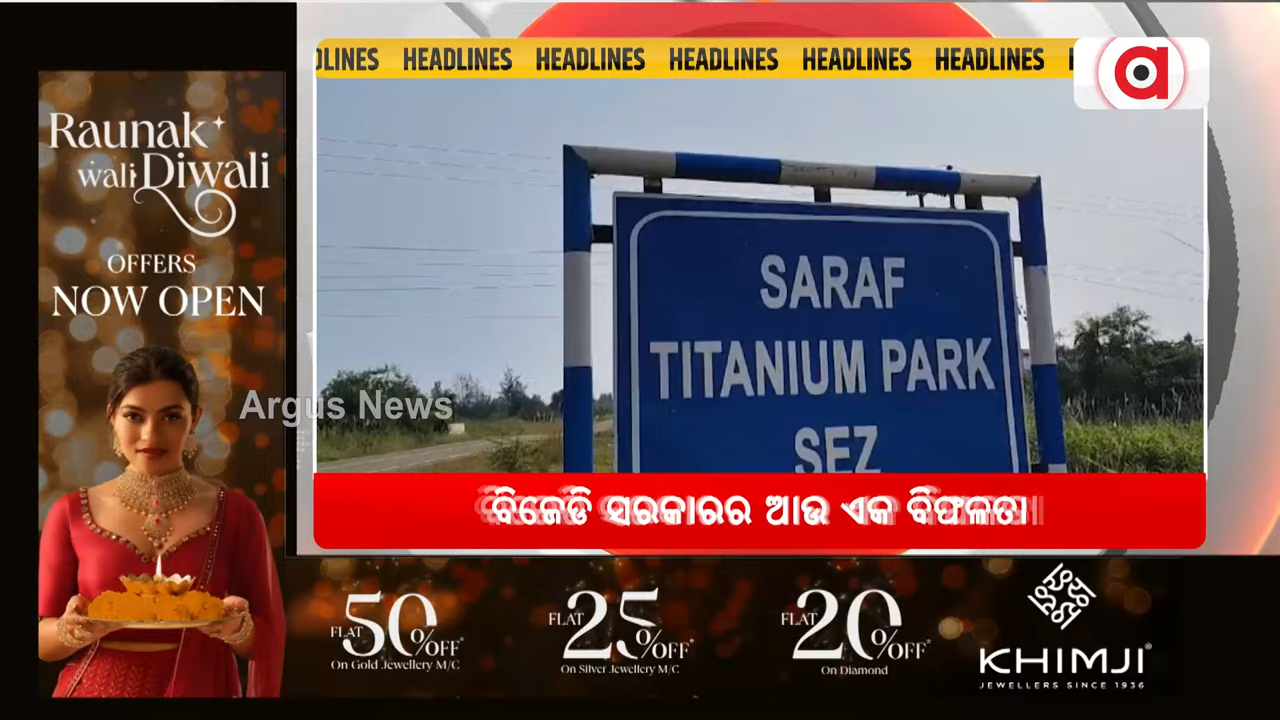 DLINES HEADLINES HEADLINES HEADLINES HEADLINES HEADLINES
a
Raunak
wali Diwali
OFFERS
NOW OPEN
Argus News
SARAF
TITANIUM PARK
SEZ
ବିଜେଡି ସରକାରର ଆଉ ଏକ ବିଫଳତା
FLAT 50% OFF*
On Gold Jewellery M/C
FLAT 25% OFF*
On Silver Jewellery M/C
FLAT 20% OFF*
On Diamond
KHIMJI®
JEWELLERS SINCE 1936